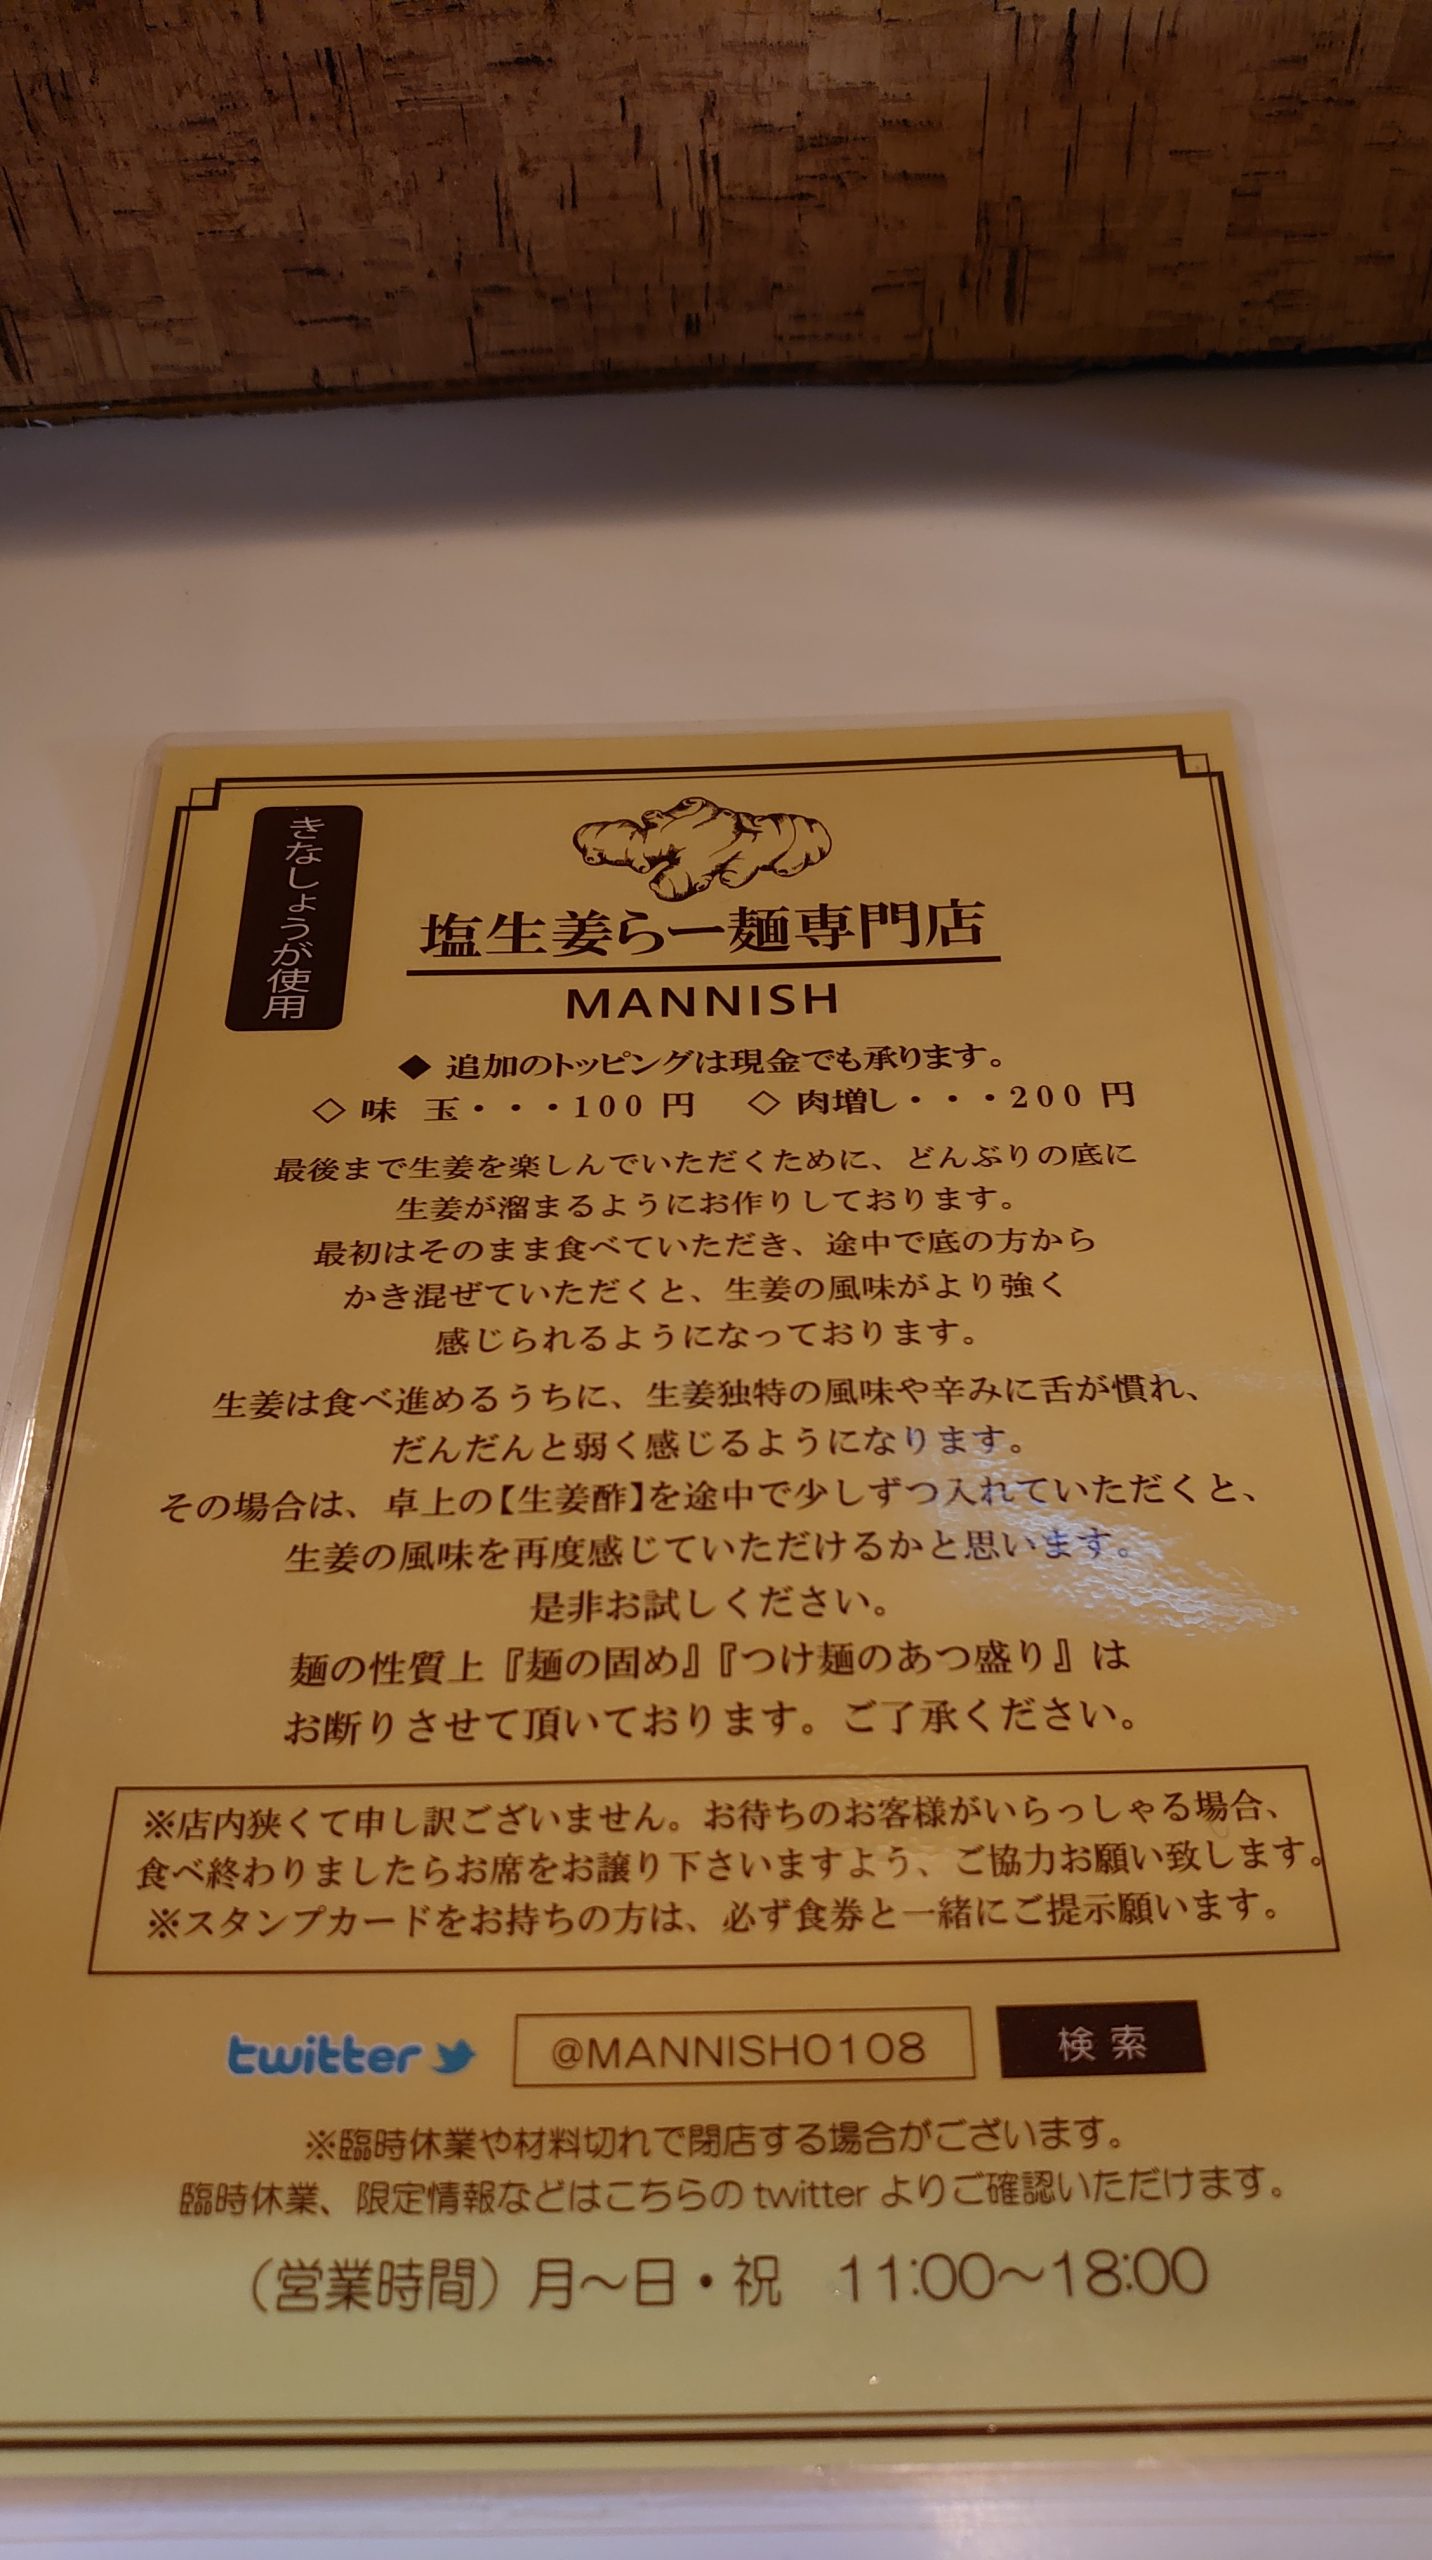 きなしょうが使用
塩生姜らー麺専門店
MANNISH
◆ 追加のトッピングは現金でも承ります。
◇ 味 玉・・・100 円 ◇ 肉増し・・・200 円
最後まで生姜を楽しんでいただくために、どんぶりの底に
生姜が溜まるようにお作りしております。
最初はそのまま食べていただき、途中で底の方から
かき混ぜていただくと、生姜の風味がより強く
感じられるようになっております。
生姜は食べ進めるうちに、生姜独特の風味や辛みに舌が慣れ、
だんだんと弱く感じるようになります。
その場合は、卓上の【生姜酢】を途中で少しずつ入れていただくと、
生姜の風味を再度感じていただけるかと思います。
是非お試しください。
麺の性質上『麺の固め』『つけ麺のあつ盛り』は
お断りさせて頂いております。ご了承ください。
※店内狭くて申し訳ございません。お待ちのお客様がいらっしゃる場合、
食べ終わりましたらお席をお譲り下さいますよう、ご協力お願い致します。
※スタンプカードをお持ちの方は、必ず食券と一緒にご提示願います。
twitter @MANNISH0108 検索
※臨時休業や材料切れで閉店する場合がございます。
臨時休業、限定情報などはこちらの twitter よりご確認いただけます。
（営業時間）月～日・祝 11:00～18:00